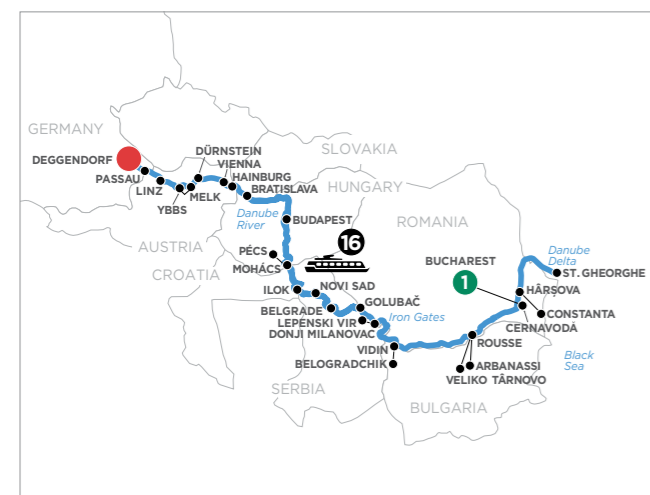 GERMANY
DEGGENDORF
PASSAU
LINZ
YBBS
MELK
DÜRNSTEIN
VIENNA
HAINBURG
BRATISLAVA
SLOVAKIA
HUNGARY
Danube
River
BUDAPEST
AUSTRIA
CROATIA
PÉCS
MOHÁCS
16
ILOK
NOVI SAD
BELGRADE
GOLUBAČ
LEPENSKI VIR
DONJI MILANOVAC
Iron Gates
ROMANIA
BUCHAREST
1
Danube
Delta
ST. GHEORGHE
HÂRȘOVA
CONSTANTA
CERNAVODĂ
ROUSSE
VIDIN
BELOGRADCHIK
ARBANASSI
VELIKO TÂRNOVO
Black
Sea
SERBIA
BULGARIA